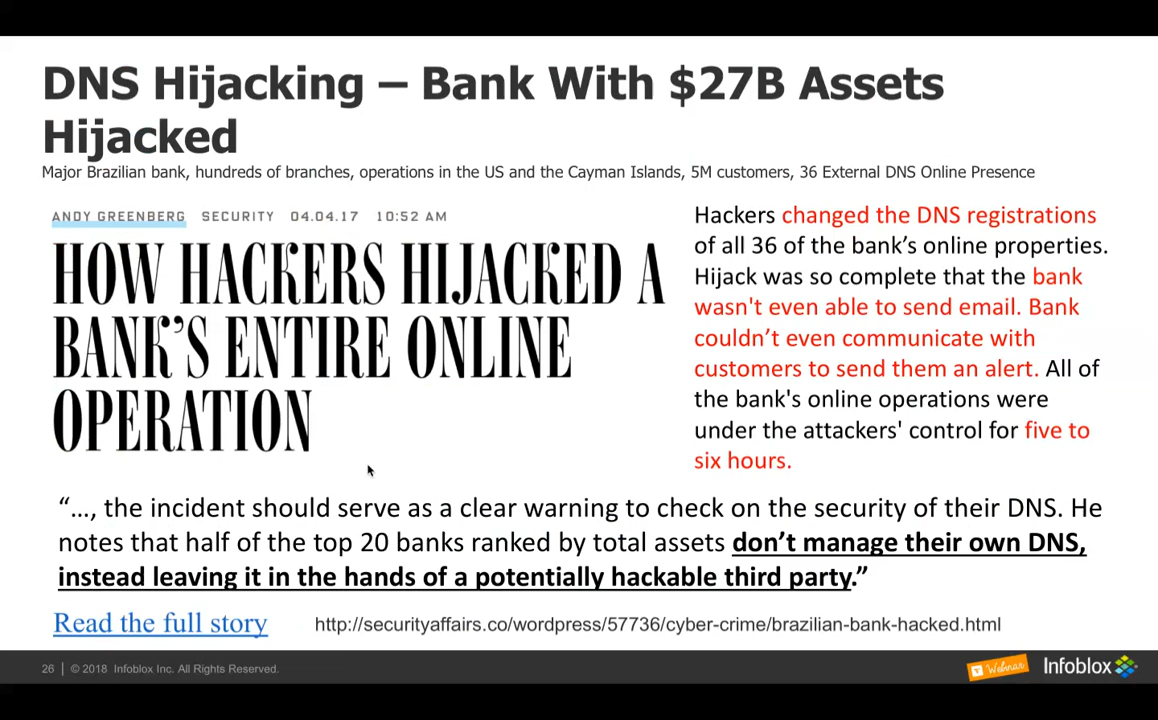 DNS Hijacking – Bank With $27B Assets
Hijacked
Major Brazilian bank, hundreds of branches, operations in the US and the Cayman Islands, 5M customers, 36 External DNS Online Presence
ANDY GREENBERG SECURITY 04.04.17 10:52 AM
HOW HACKERS HIJACKED A
BANK’S ENTIRE ONLINE
OPERATION
Hackers changed the DNS registrations
of all 36 of the bank’s online properties.
Hijack was so complete that the bank
wasn't even able to send email. Bank
couldn’t even communicate with
customers to send them an alert. All of
the bank's online operations were
under the attackers' control for five to
six hours.
“…, the incident should serve as a clear warning to check on the security of their DNS. He
notes that half of the top 20 banks ranked by total assets don’t manage their own DNS,
instead leaving it in the hands of a potentially hackable third party.”
Read the full story http://securityaffairs.co/wordpress/57736/cyber-crime/brazilian-bank-hacked.html
26 | © 2018 Infoblox Inc. All Rights Reserved. Webinar Infoblox